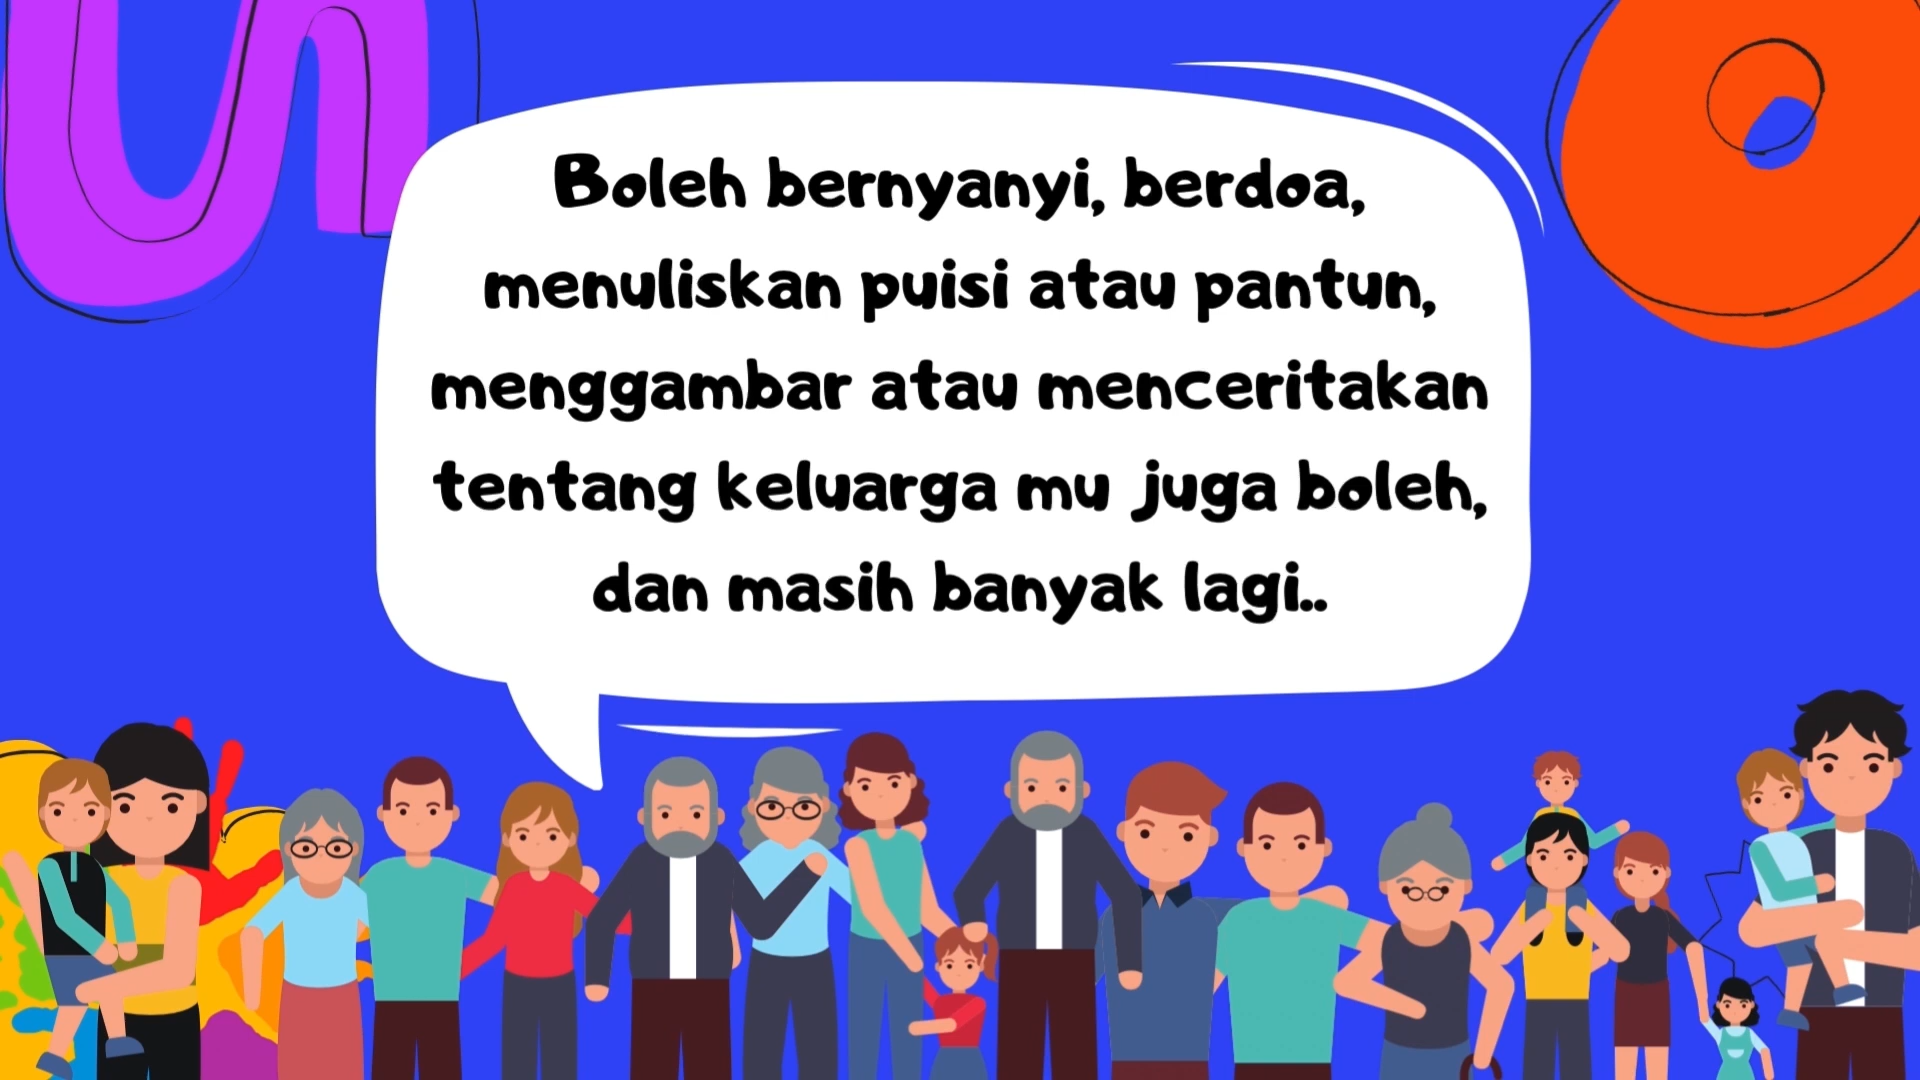 Boleh bernyanyi, berdoa,
menuliskan puisi atau pantun,
menggambar atau menceritakan
tentang keluarga mu juga boleh,
dan masih banyak lagi..